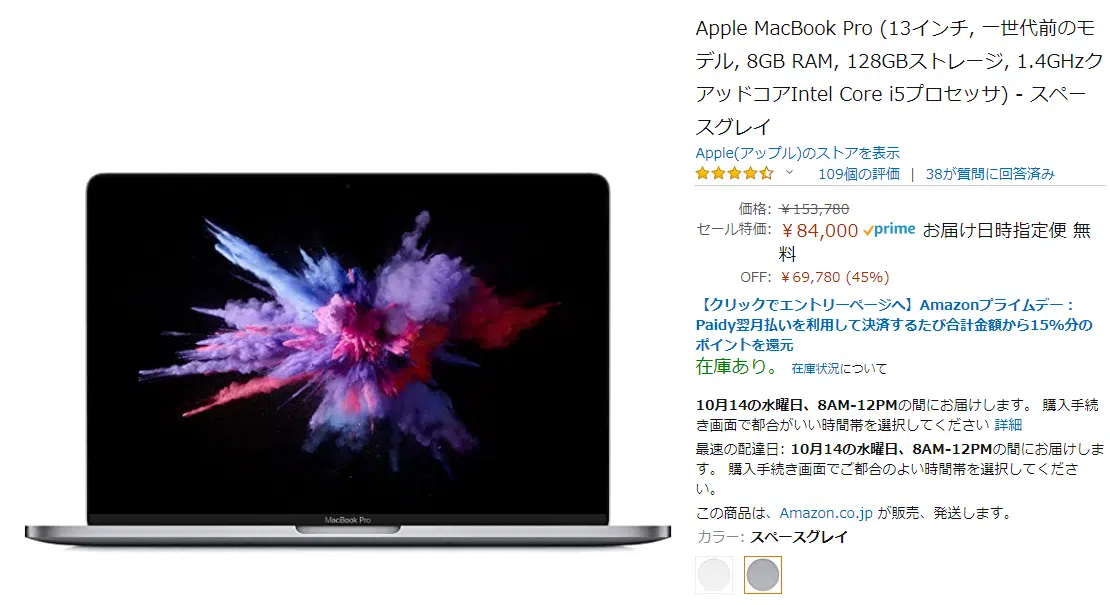 Apple MacBook Pro (13インチ, 一世代前のモ
デル, 8GB RAM, 128GBストレージ, 1.4GHzク
アッドコアIntel Core i5プロセッサ) - スペー
スグレイ
Apple(アップル)のストアを表示
109個の評価 | 38が質問に回答済み
価格: ￥153,780
セール特価: ￥84,000 prime お届け日時指定便 無
料
OFF: ￥69,780 (45%)
【クリックでエントリーページへ】Amazonプライムデー：
Paidy翌月払いを利用して決済するたび合計金額から15%分の
ポイントを還元
在庫あり。 在庫状況について
10月14の水曜日、8AM-12PMの間にお届けします。 購入手続
き画面で都合がいい時間帯を選択してください 詳細
最速の配達日: 10月14の水曜日、8AM-12PMの間にお届けしま
す。 購入手続き画面でご都合のよい時間帯を選択してくださ
い。
この商品は、Amazon.co.jp が販売、発送します。
カラー: スペースグレイ
MacBook Pro